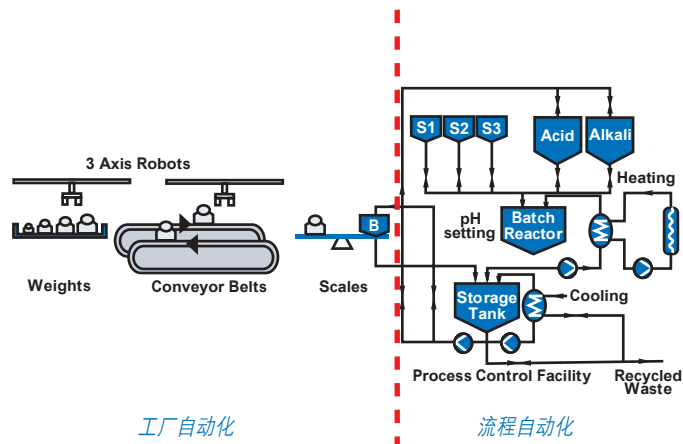 3 Axis Robots
Weights
Conveyor Belts
Scales
B
S1
S2
S3
Acid
Alkali
Heating
pH
setting
Batch
Reactor
Storage
Tank
Cooling
Process Control Facility
Recycled
Waste
工厂自动化
流程自动化